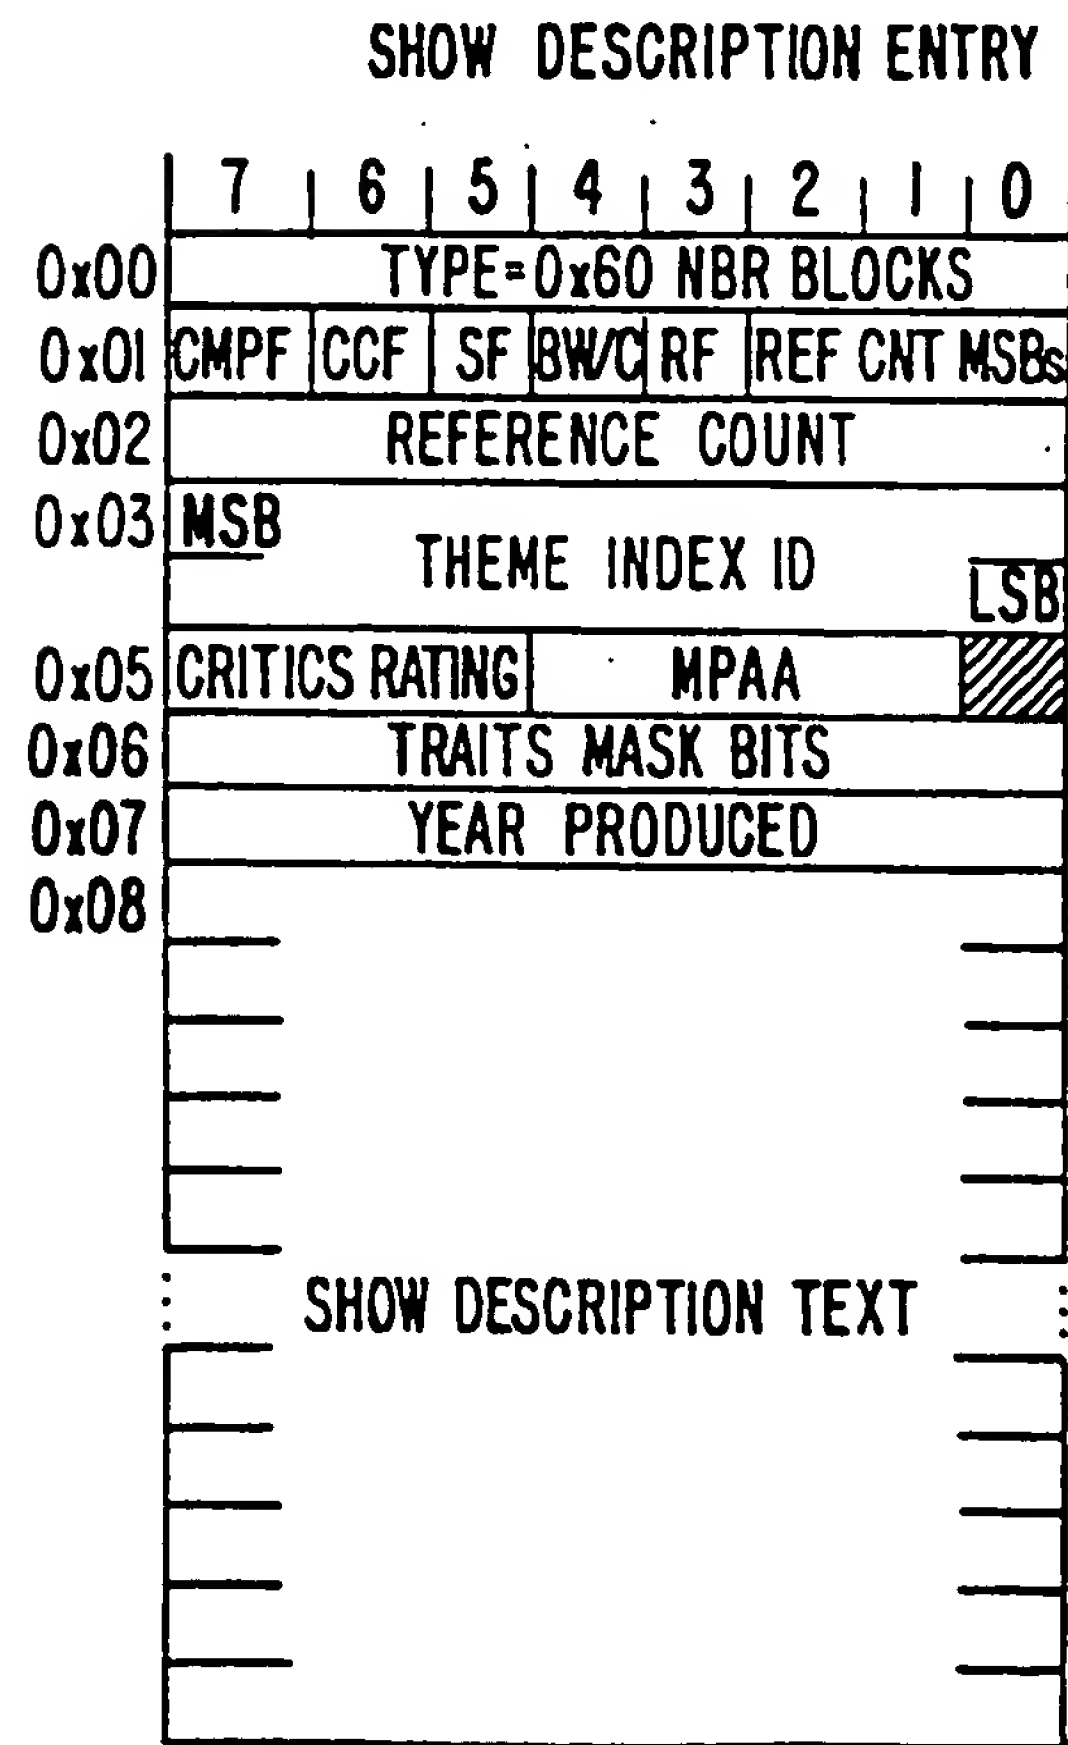 SHOW DESCRIPTION ENTRY
7 6 5 4 3 2 1 0
0x00 TYPE=0x60 NBR BLOCKS
0x01 CMPF CCF SF BW/C RF REF CNT MSBs
0x02 REFERENCE COUNT
0x03 MSB
THEME INDEX ID
LSB
0x05 CRITICS RATING MPAA
0x06 TRAITS MASK BITS
0x07 YEAR PRODUCED
0x08
SHOW DESCRIPTION TEXT